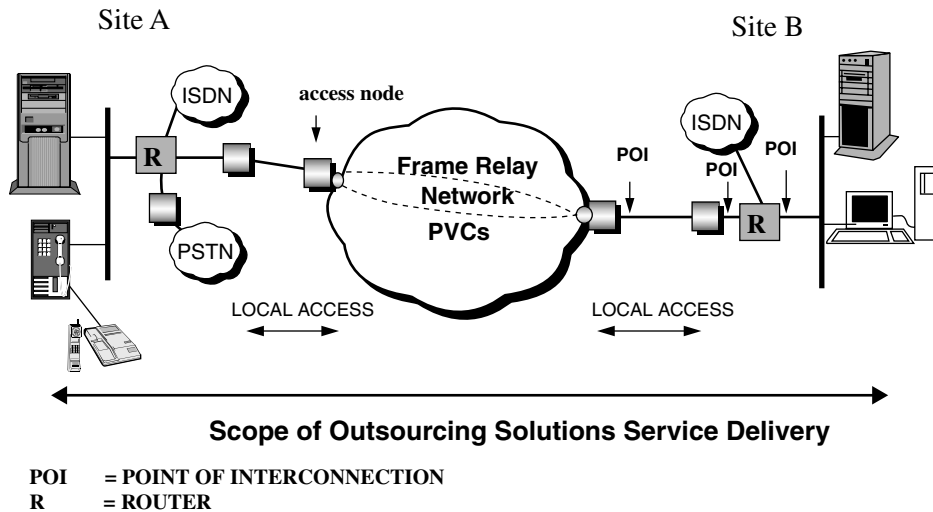 Site A
Site B
ISDN
access node
ISDN
POI
POI
POI
R
Frame Relay
Network
PVCs
R
PSTN
LOCAL ACCESS
LOCAL ACCESS
Scope of Outsourcing Solutions Service Delivery
POI = POINT OF INTERCONNECTION
R = ROUTER